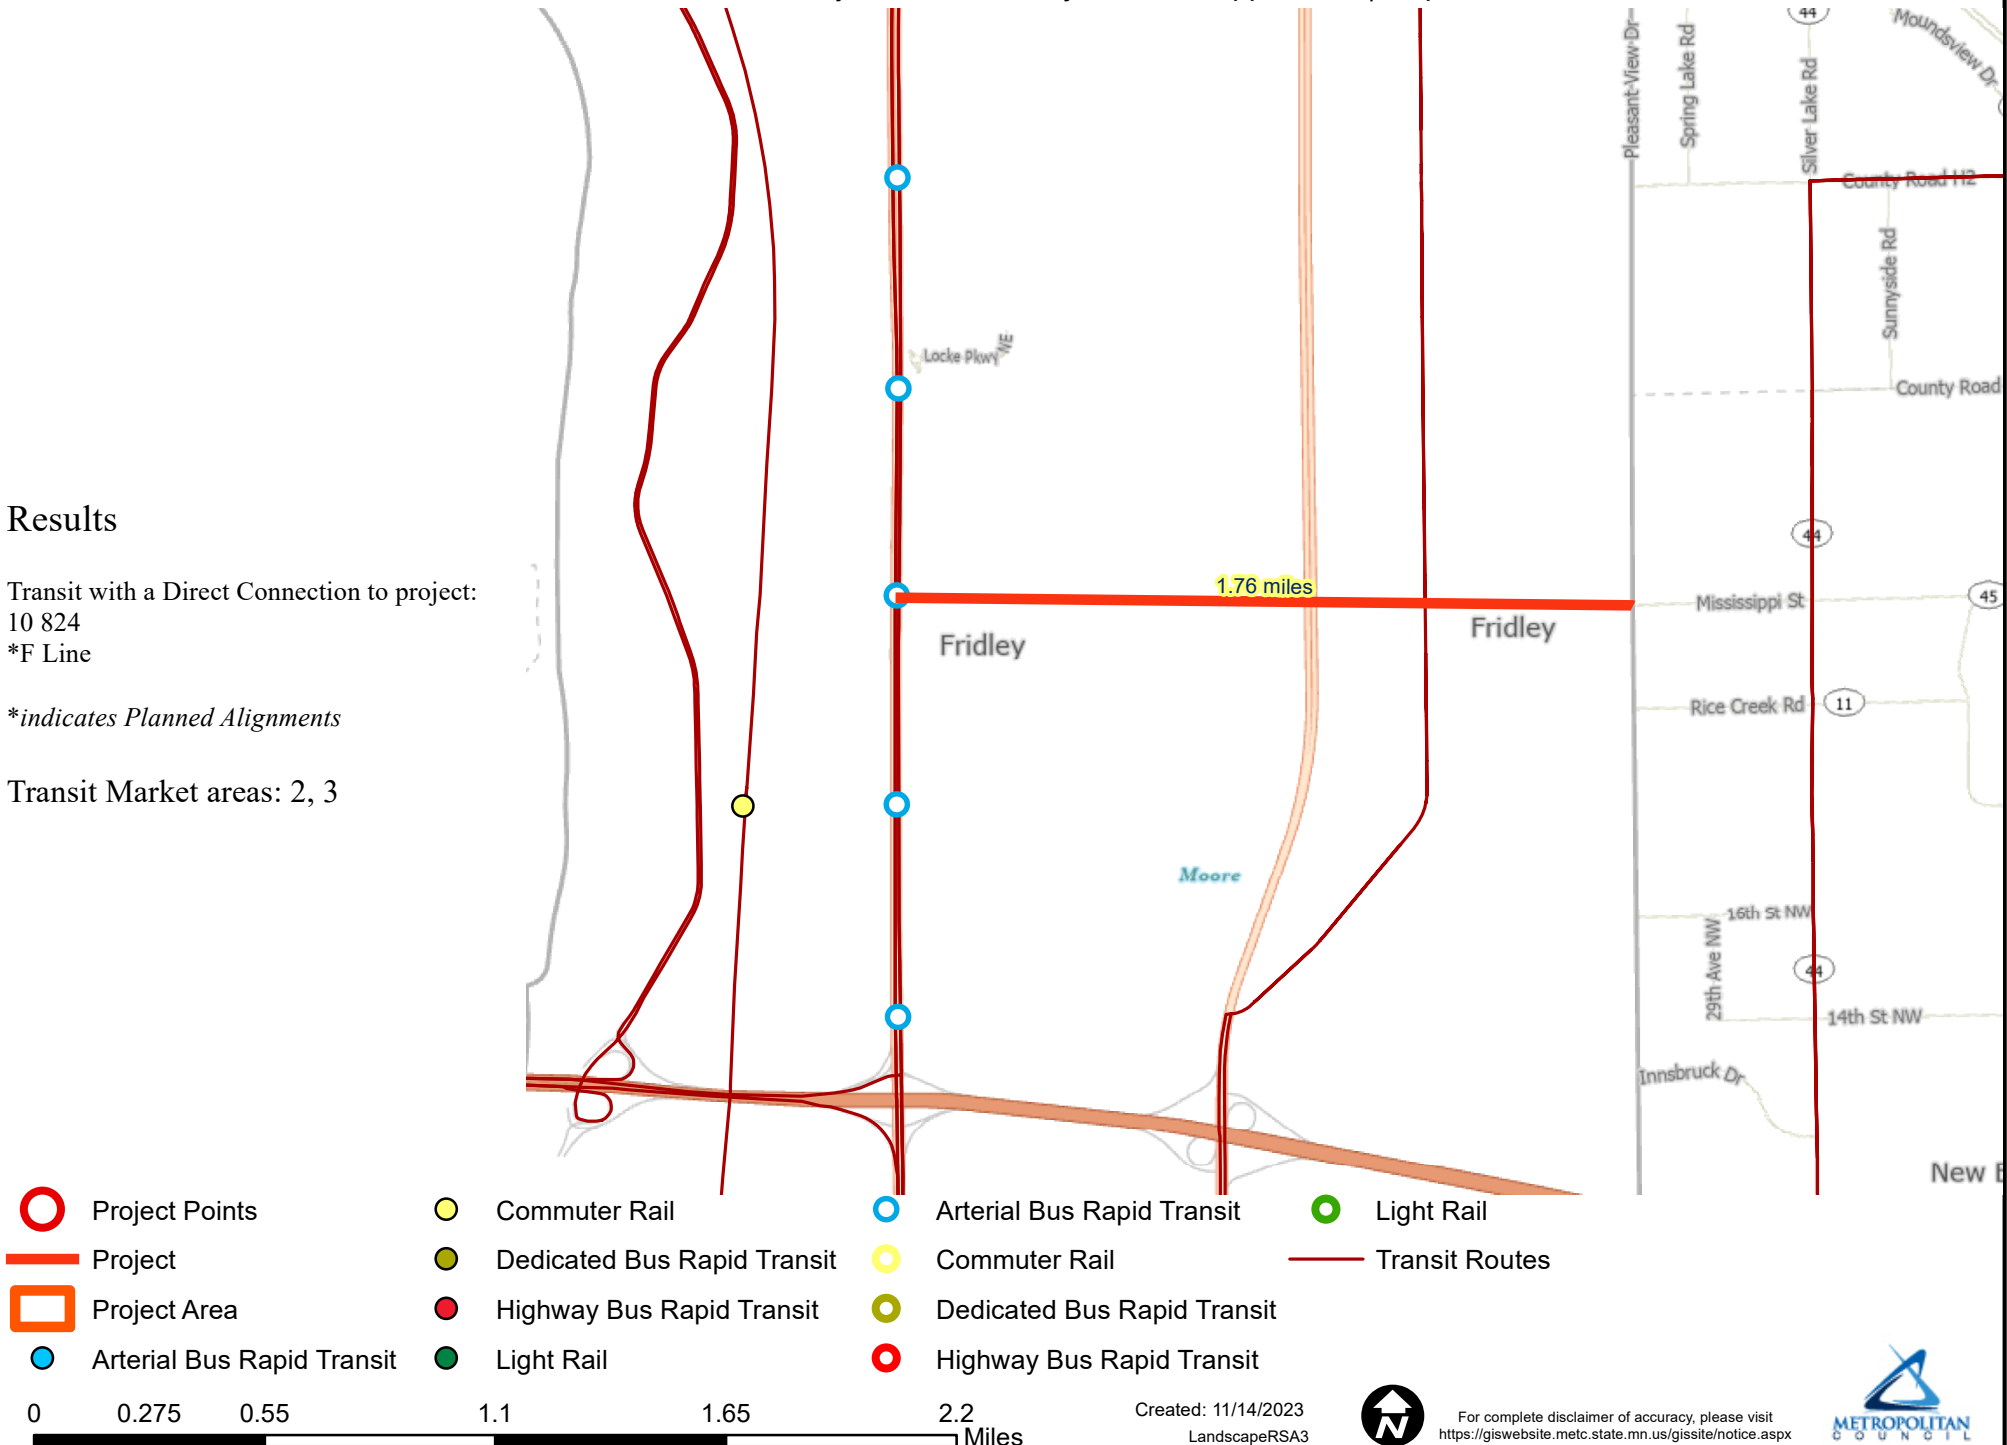 44
Moundsview Dr
Pleasant View Dr
Spring Lake Rd
Silver Lake Rd
County Road H2
Sunnyside Rd
Locke Pkwy NE
County Road
Results
44
Transit with a Direct Connection to project:
10 824
*F Line
1.76 miles
Mississippi St
45
Fridley
Fridley
*indicates Planned Alignments
Rice Creek Rd
11
Transit Market areas: 2, 3
Moore
16th St NW
29th Ave NW
44
14th St NW
Innsbruck Dr
New
Project Points
Commuter Rail
Arterial Bus Rapid Transit
Light Rail
Project
Dedicated Bus Rapid Transit
Commuter Rail
Transit Routes
Project Area
Highway Bus Rapid Transit
Dedicated Bus Rapid Transit
Arterial Bus Rapid Transit
Light Rail
Highway Bus Rapid Transit
0 0.275 0.55 1.1 1.65 2.2
Miles
Created: 11/14/2023
LandscapeRSA3
N
For complete disclaimer of accuracy, please visit
https://giswebsite.metc.state.mn.us/gissite/notice.aspx
METROPOLITAN
COUNCIL